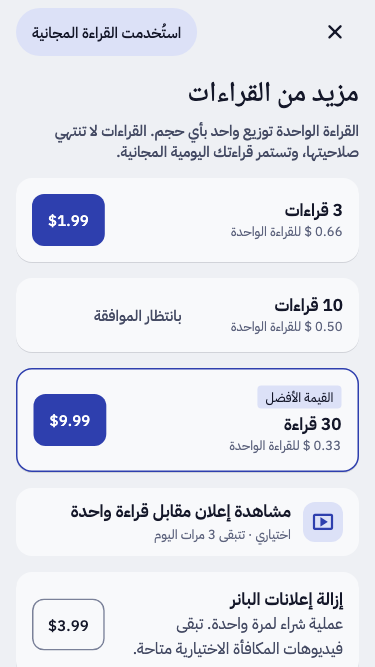 استُخدمت القراءة المجانية
مزيد من القراءات
القراءة الواحدة توزيع واحد بأي حجم. القراءات لا تنتهي
صلاحيتها، وتستمر قراءتك اليومية المجانية.
3 قراءات
0.66 $ للقراءة الواحدة
$1.99
10 قراءات
0.50 $ للقراءة الواحدة
بانتظار الموافقة
القيمة الأفضل
30 قراءة
0.33 $ للقراءة الواحدة
$9.99
مشاهدة إعلان مقابل قراءة واحدة
اختياري · تتبقى 3 مرات اليوم
إزالة إعلانات البانر
عملية شراء لمرة واحدة. تبقى
فيديوهات المكافأة الاختيارية متاحة.
$3.99